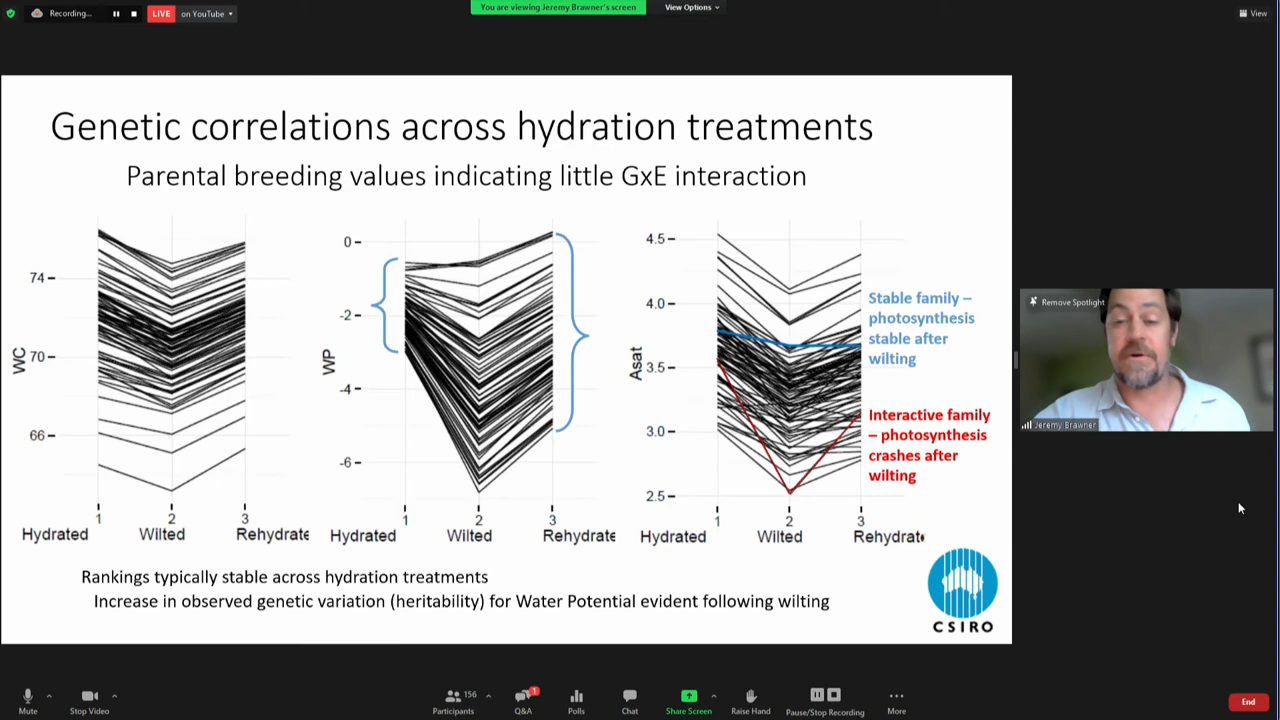 Recording...
LIVE
on YouTube
You are viewing Jeremy Brawner's screen
View Options
View
Genetic correlations across hydration treatments
Parental breeding values indicating little GxE interaction
WC
74
70
66
1
2
3
Hydrated
Wilted
Rehydrate
WP
0
-2
-4
-6
1
2
3
Hydrated
Wilted
Rehydrate
Asat
4.5
4.0
3.5
3.0
2.5
1
2
3
Hydrated
Wilted
Rehydrat
Stable family –
photosynthesis
stable after
wilting
Interactive family
– photosynthesis
crashes after
wilting
Rankings typically stable across hydration treatments
Increase in observed genetic variation (heritability) for Water Potential evident following wilting
CSIRO
Remove Spotlight
Jeremy Brawner
Mute
Stop Video
156
Participants
1
Q&A
Polls
Chat
Share Screen
Raise Hand
Pause/Stop Recording
More
End